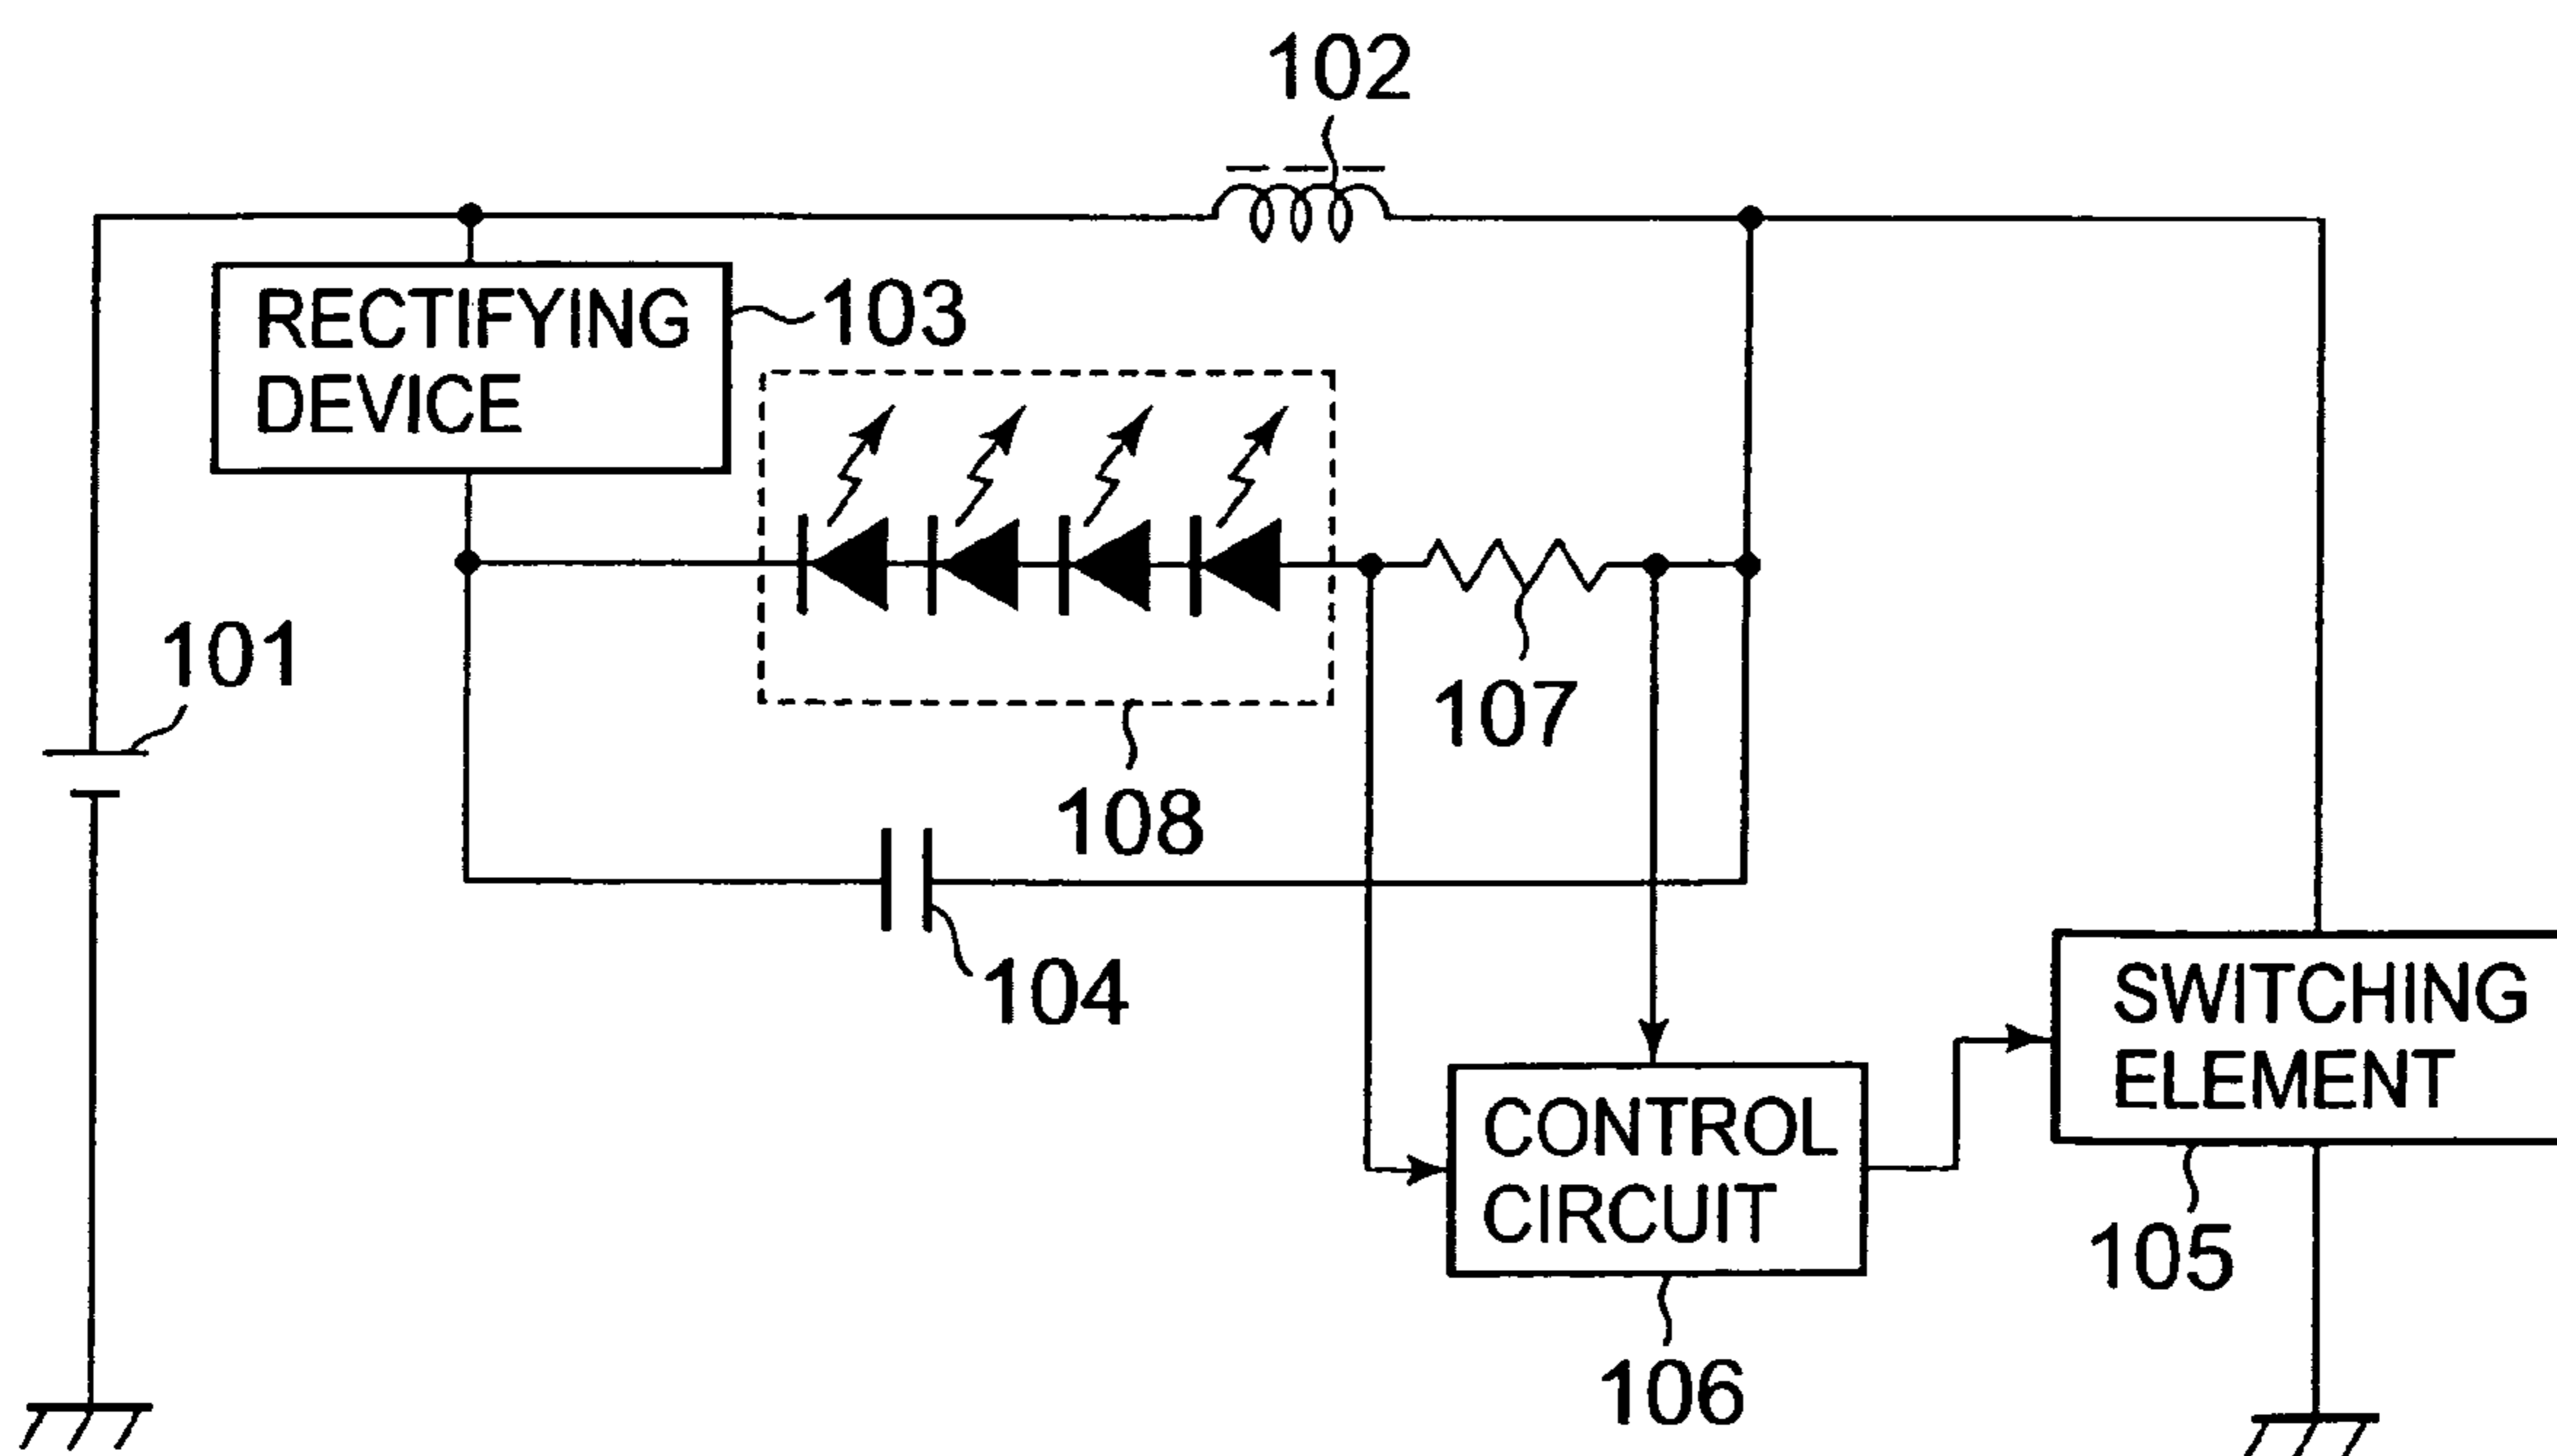 102
RECTIFYING
DEVICE
103
101
107
108
104
SWITCHING
ELEMENT
CONTROL
CIRCUIT
105
106